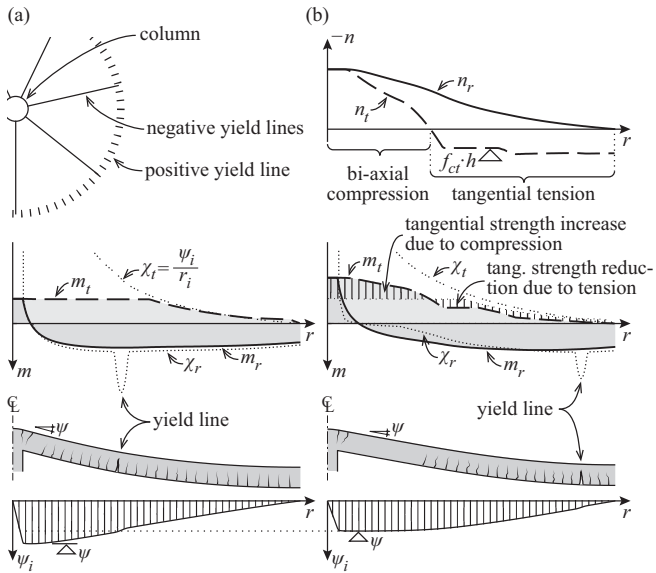 (a)
column
negative yield lines
positive yield line
(b)
−n
n_r
n_t
r
f_ct·h
bi-axial
compression
tangential tension
m_t
χ_t = ψ_i / r_i
r
χ_r
m_r
m
tangential strength increase
due to compression
m_t
χ_t
tang. strength reduc-
tion due to tension
r
χ_r
m_r
m
yield line
yield line
℄
ψ
℄
ψ
r
ψ
ψ_i
r
ψ
ψ_i